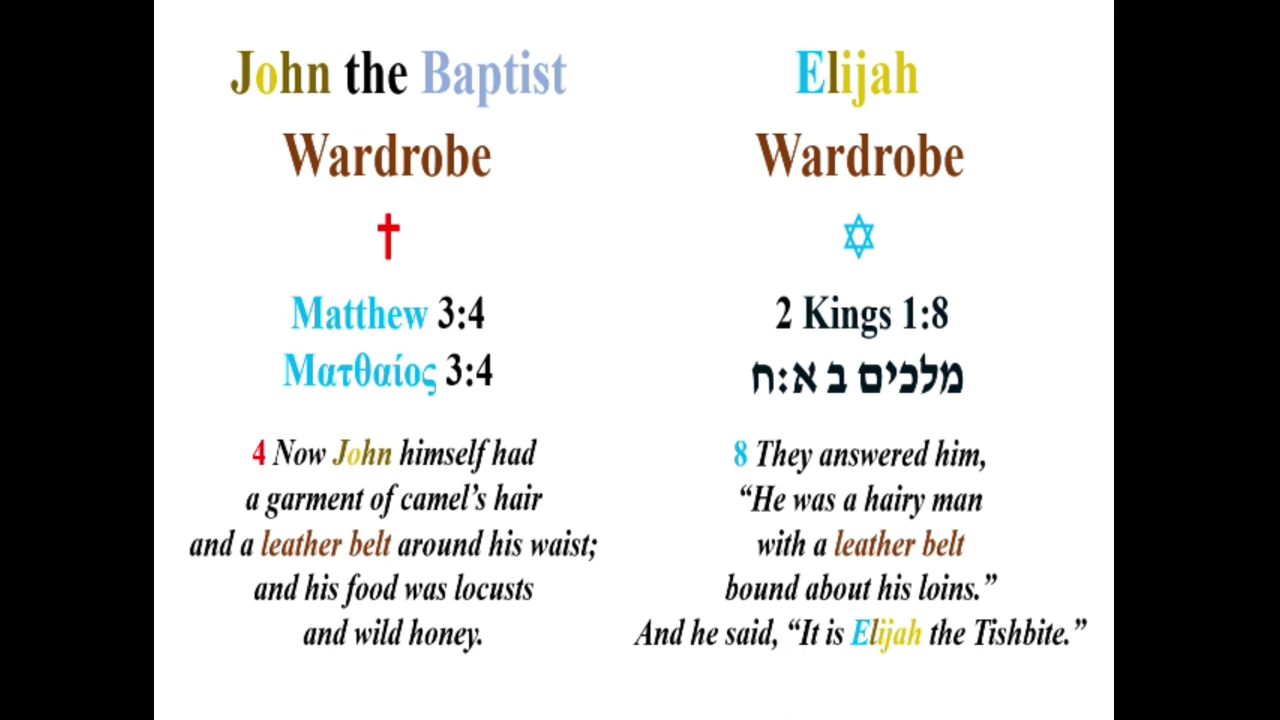 John the Baptist
Wardrobe
✝
Matthew 3:4
Ματθαίος 3:4
4 Now John himself had
a garment of camel’s hair
and a leather belt around his waist;
and his food was locusts
and wild honey.
Elijah
Wardrobe
✡
2 Kings 1:8
מלכים ב א:ח
8 They answered him,
“He was a hairy man
with a leather belt
bound about his loins.”
And he said, “It is Elijah the Tishbite.”